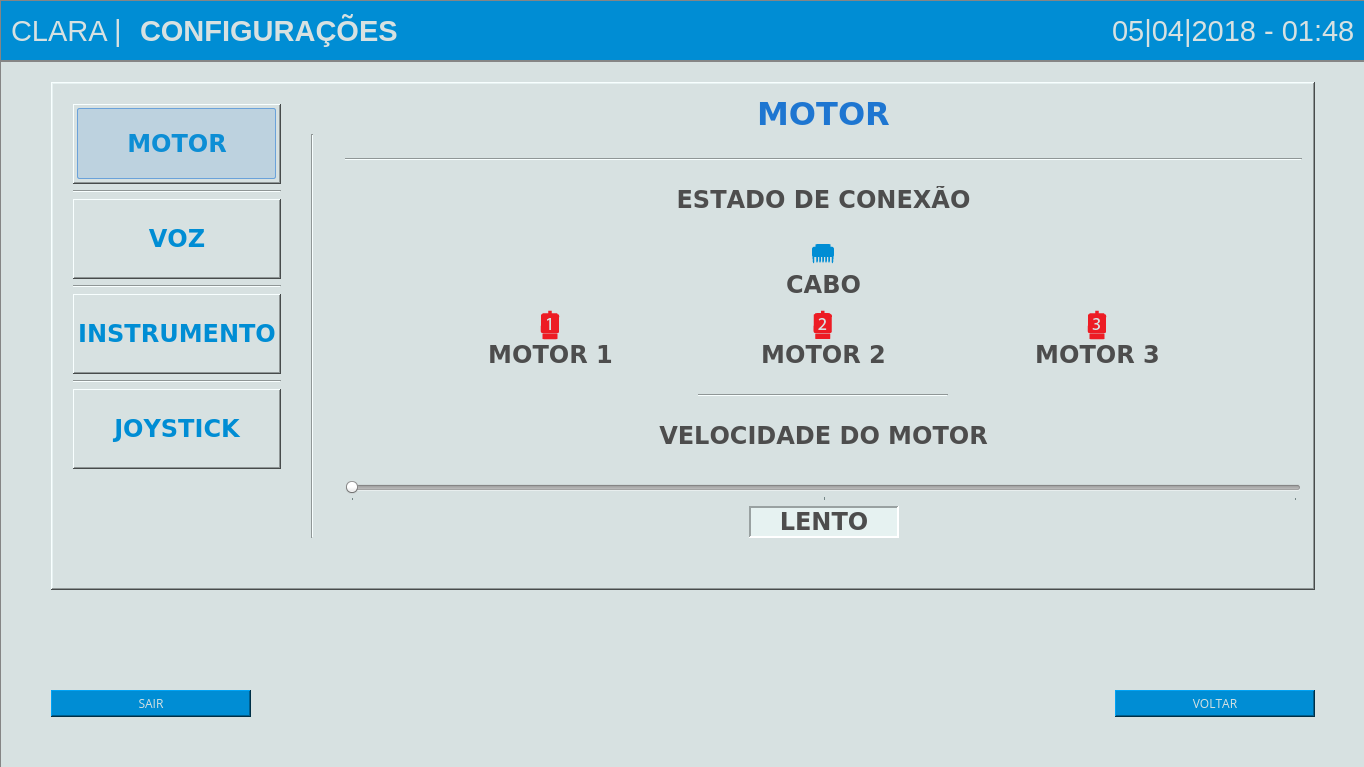 CLARA | CONFIGURAÇÕES 05|04|2018 - 01:48
MOTOR
VOZ
INSTRUMENTO
JOYSTICK
MOTOR
ESTADO DE CONEXÃO
CABO
1 2 3
MOTOR 1 MOTOR 2 MOTOR 3
VELOCIDADE DO MOTOR
LENTO
SAIR VOLTAR